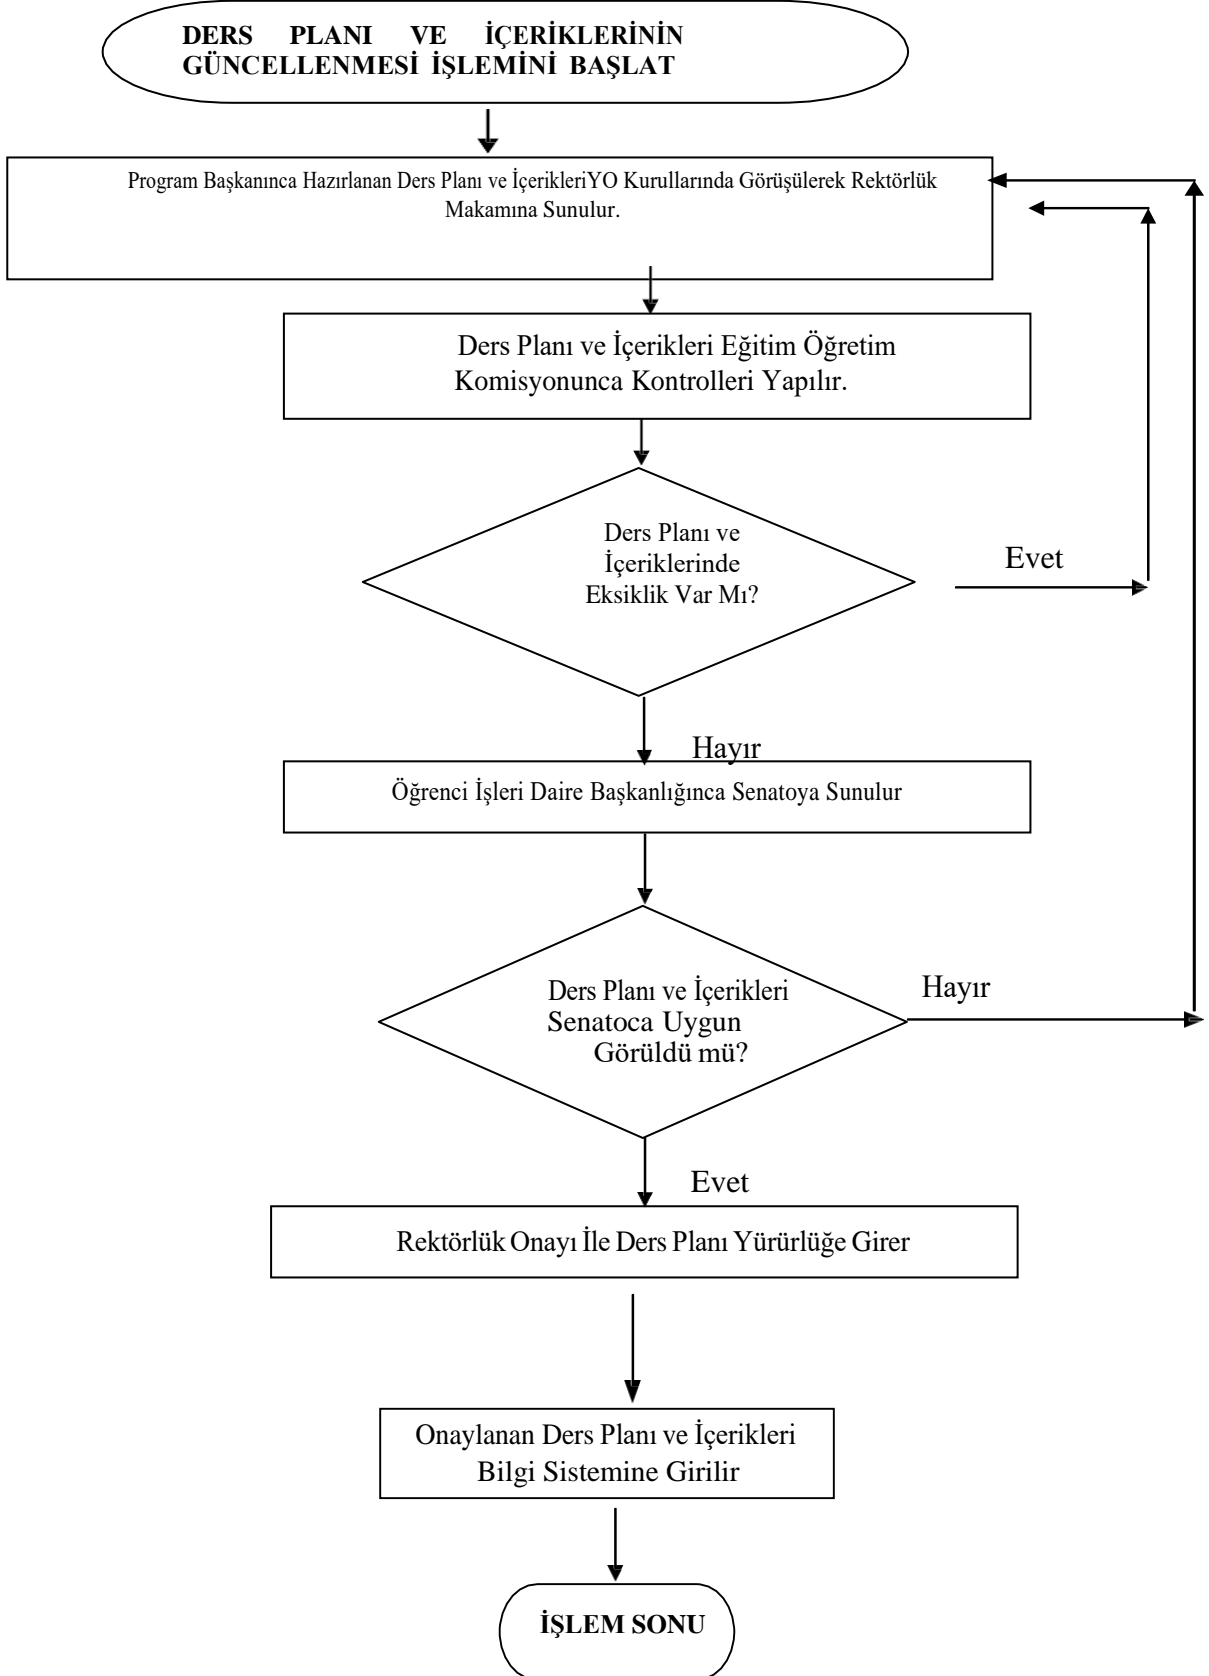 DERS PLANI VE İÇERİKLERİNİN
GÜNCELLENMESİ İŞLEMİNİ BAŞLAT
Program Başkanınca Hazırlanan Ders Planı ve İçerikleriYO Kurullarında Görüşülerek Rektörlük
Makamına Sunulur.
Ders Planı ve İçerikleri Eğitim Öğretim
Komisyonunca Kontrolleri Yapılır.
Ders Planı ve
İçeriklerinde
Eksiklik Var Mı?
Evet
Hayır
Öğrenci İşleri Daire Başkanlığınca Senatoya Sunulur
Ders Planı ve İçerikleri
Senatoca Uygun
Görüldü mü?
Hayır
Evet
Rektörlük Onayı İle Ders Planı Yürürlüğe Girer
Onaylanan Ders Planı ve İçerikleri
Bilgi Sistemine Girilir
İŞLEM SONU